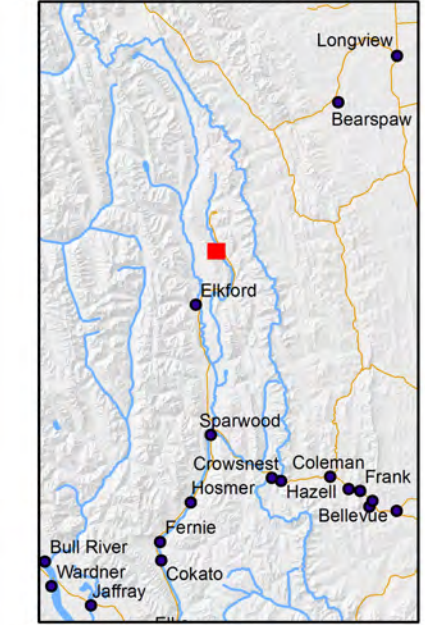 Longview
Bearspaw
Elkford
Sparwood
Crowsnest
Coleman
Frank
Hazell
Hosmer
Bellevue
Fernie
Bull River
Cokato
Wardner
Jaffray